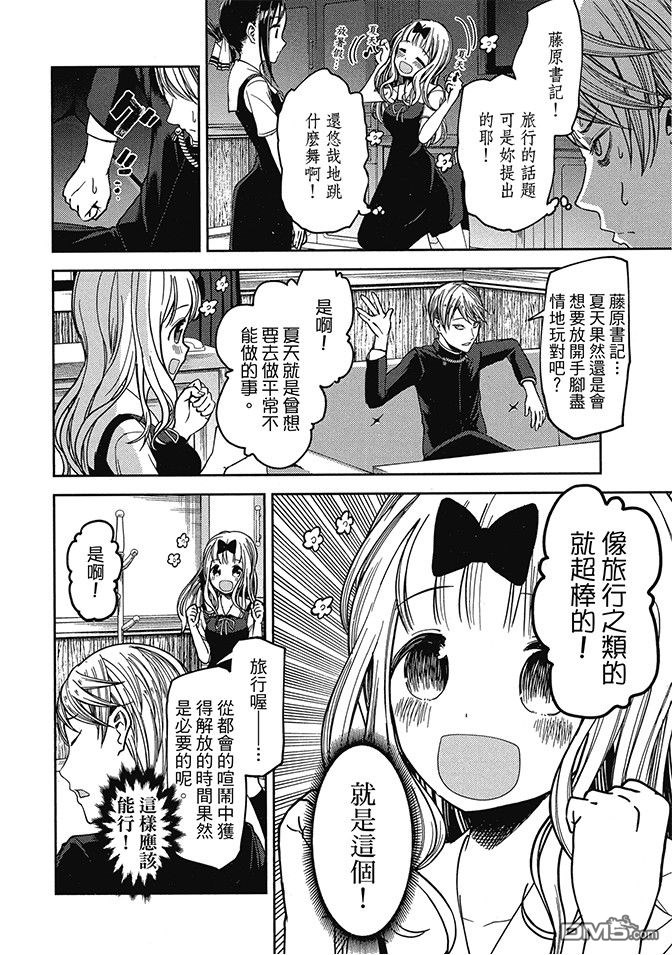 藤原書記！
旅行的話題
可是妳提出
的耶！
夏天♪
夏天♪
放暑假…
還悠哉地跳
什麼舞啊！
藤原書記…
夏天果然還是會
想要放開手腳盡
情地玩對吧？
是啊！
夏天就是會想
要去做平常不
能做的事。
像旅行之類的
就超棒的！
就是這個！
是啊！
旅行喔——…
從都會的喧鬧中獲
得解放的時間果然
是必要的呢。
這樣應該
能行！
DM5.com